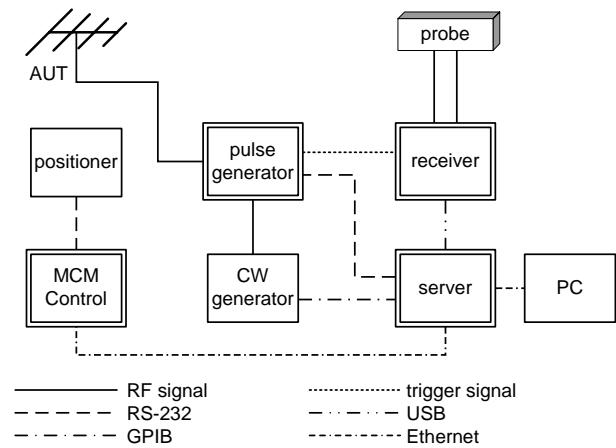 probe
AUT
positioner
pulse
generator
receiver
MCM
Control
CW
generator
server
PC
RF signal
RS-232
GPIB
trigger signal
USB
Ethernet